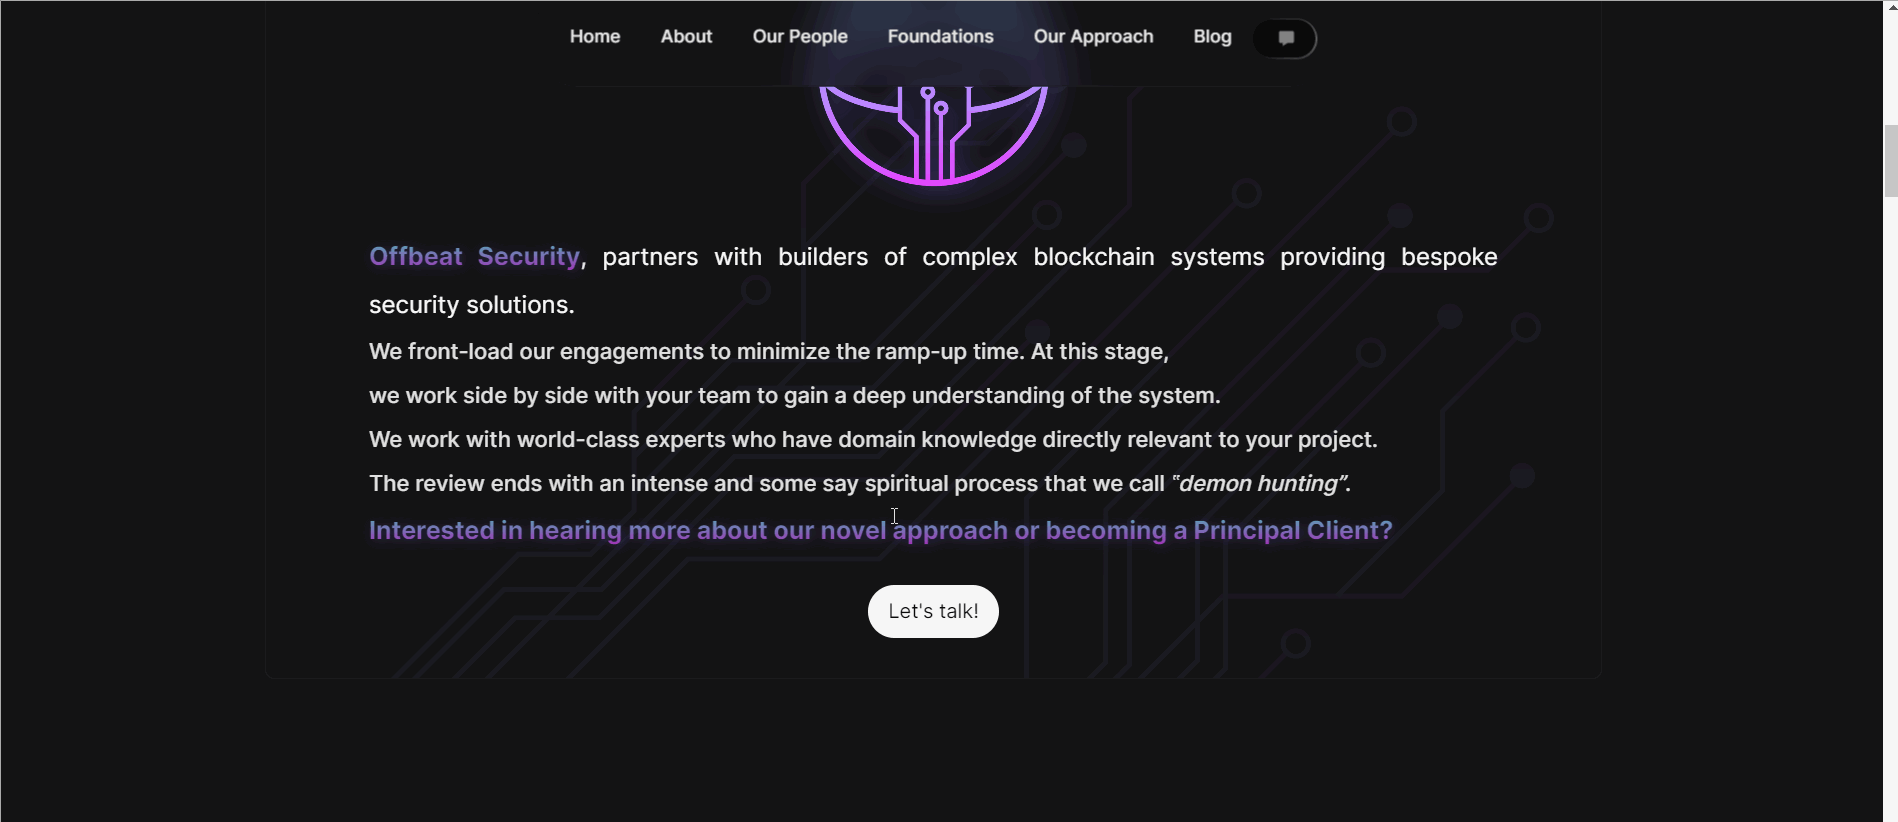 Home About Our People Foundations Our Approach Blog
Offbeat Security, partners with builders of complex blockchain systems providing bespoke
security solutions.
We front-load our engagements to minimize the ramp-up time. At this stage,
we work side by side with your team to gain a deep understanding of the system.
We work with world-class experts who have domain knowledge directly relevant to your project.
The review ends with an intense and some say spiritual process that we call “demon hunting”.
Interested in hearing more about our novel approach or becoming a Principal Client?
Let's talk!